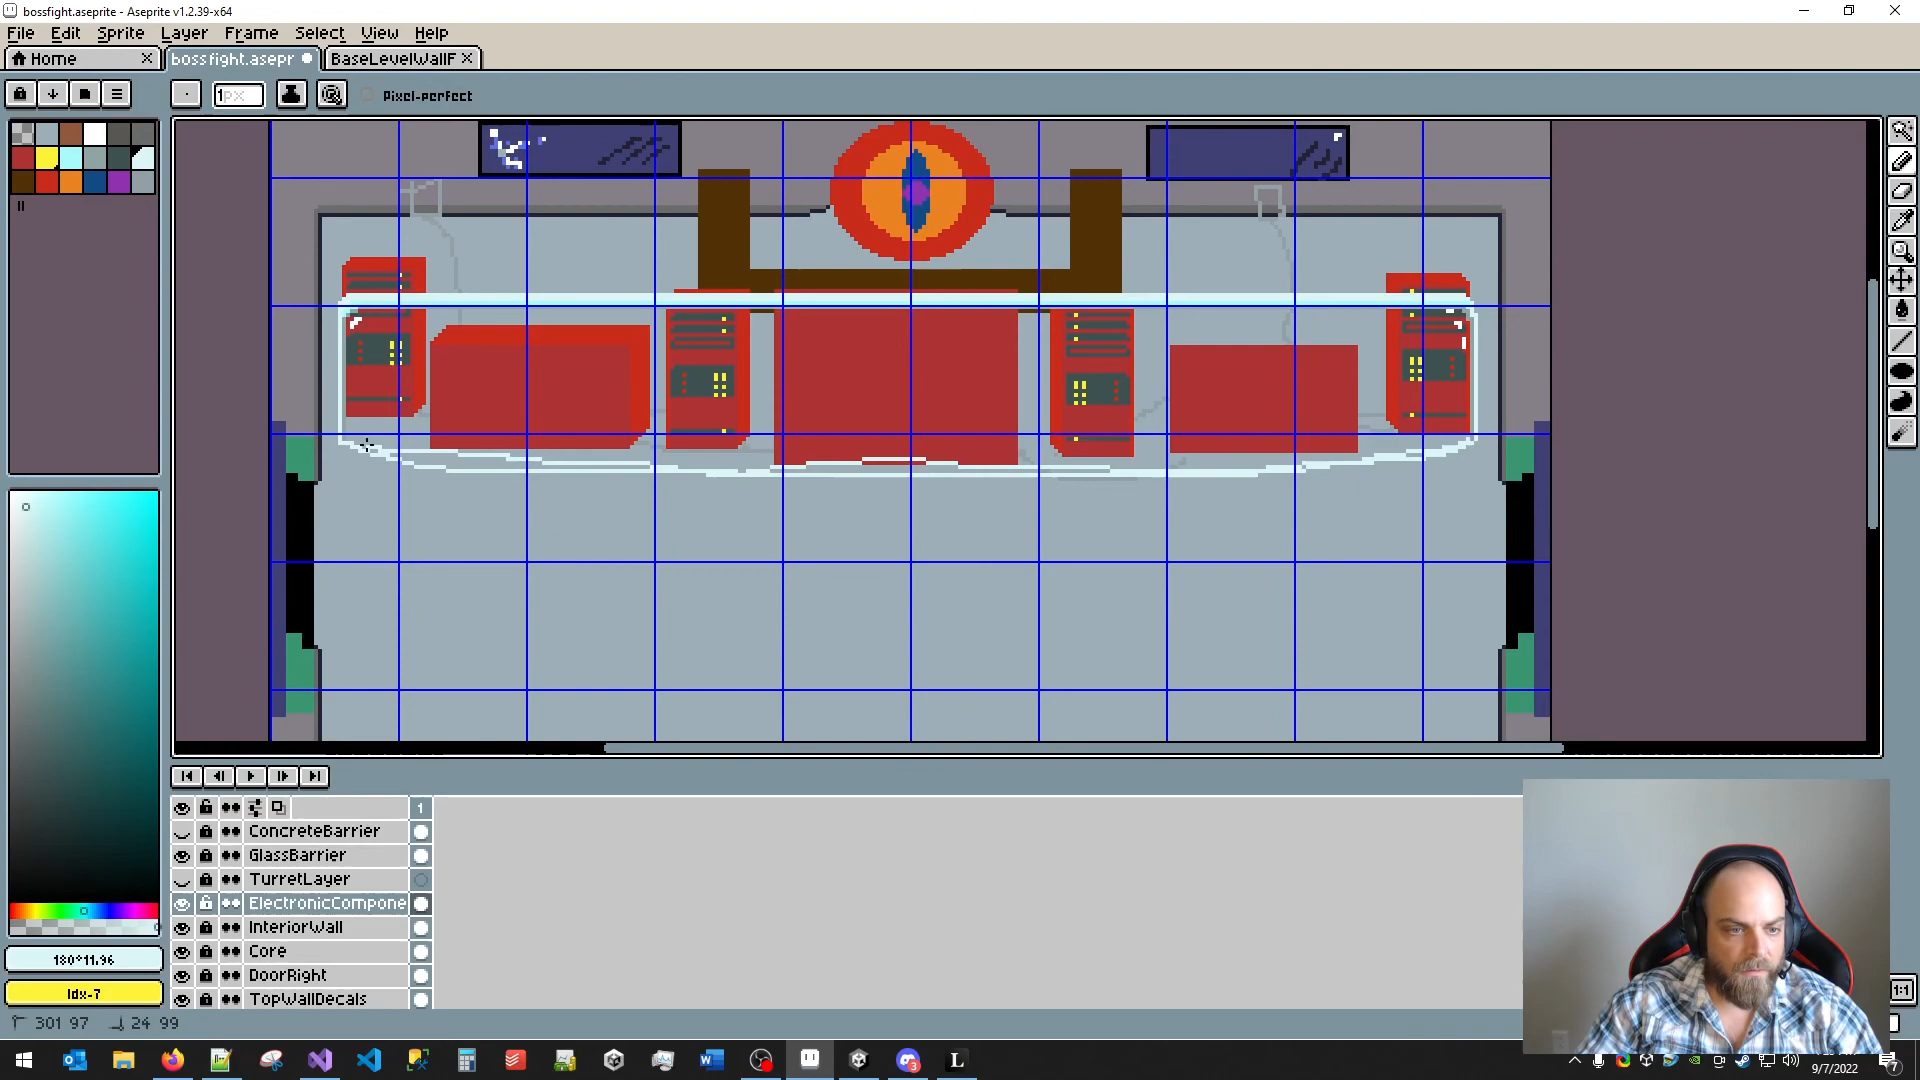 bossfight.aseprite - Aseprite v1.2.39-x64
File Edit Sprite Layer Frame Select View Help
Home
bossfight.asepr
BaseLevelWallF
1px
Pixel-perfect
1
ConcreteBarrier
GlassBarrier
TurretLayer
ElectronicCompone
InteriorWall
Core
DoorRight
TopWallDecals
180°11.96
Idx-7
301 97 24 99
1:1
3
L
9/7/2022
7